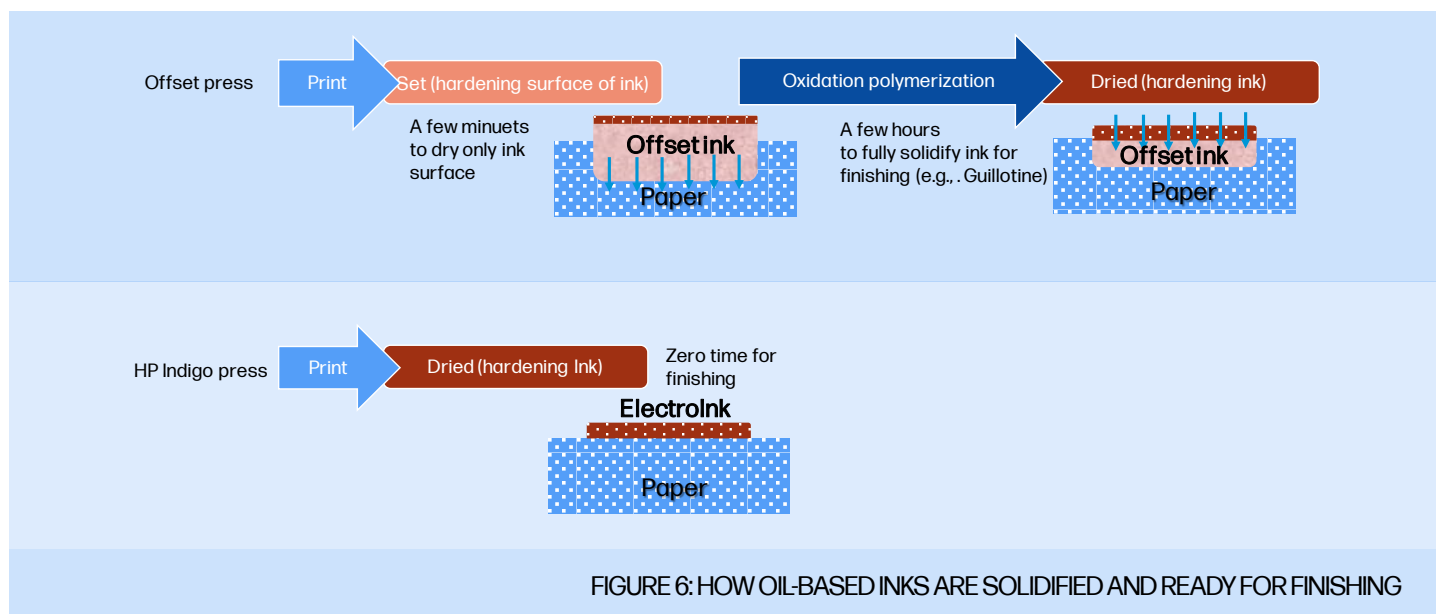 Offset press
Print
Set (hardening surface of ink)
Oxidation polymerization
Dried (hardening ink)
A few minuets
to dry only ink
surface
Offset ink
Paper
A few hours
to fully solidify ink for
finishing (e.g., . Guillotine)
Offset ink
Paper
HP Indigo press
Print
Dried (hardening Ink)
Zero time for
finishing
ElectroInk
Paper
FIGURE 6: HOW OIL-BASED INKS ARE SOLIDIFIED AND READY FOR FINISHING